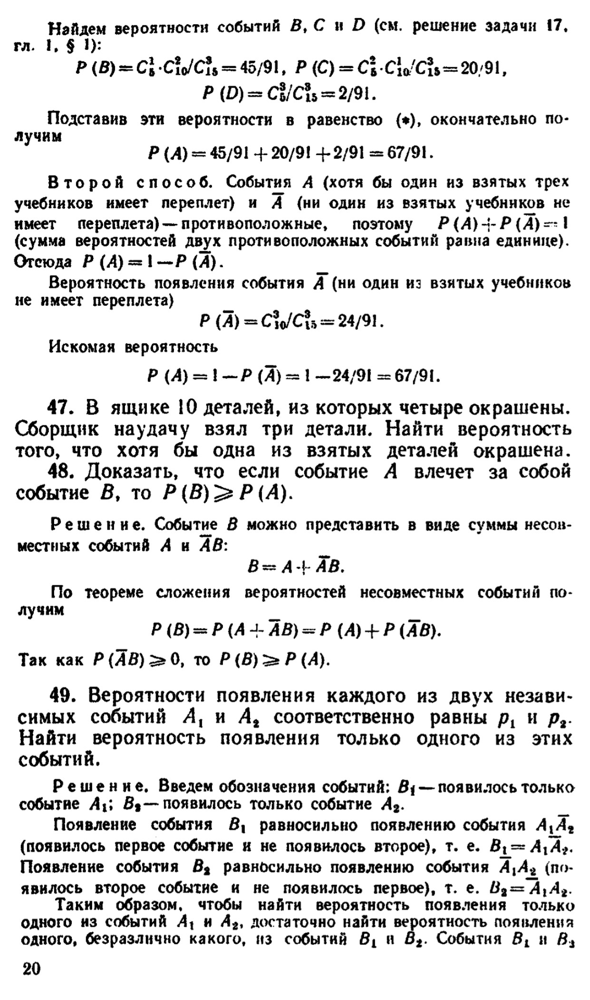 Найдем вероятности событий B, C и D (см. решение задачи 17,
гл. 1, § 1):
P (B) = C₅¹·C₁₀²/C₁₅³ = 45/91, P (C) = C₅²·C₁₀¹/C₁₅³ = 20/91,
P (D) = C₅³/C₁₅³ = 2/91.
Подставив эти вероятности в равенство (*), окончательно по-
лучим
P (A) = 45/91 + 20/91 + 2/91 = 67/91.
Второй способ. События A (хотя бы один из взятых трех
учебников имеет переплет) и A̅ (ни один из взятых учебников не
имеет переплета) — противоположные, поэтому P (A) + P (A̅) = 1
(сумма вероятностей двух противоположных событий равна единице).
Отсюда P (A) = 1 — P (A̅).
Вероятность появления события A̅ (ни один из взятых учебников
не имеет переплета)
P (A̅) = C₁₀³/C₁₅³ = 24/91.
Искомая вероятность
P (A) = 1 — P (A̅) = 1 — 24/91 = 67/91.
47. В ящике 10 деталей, из которых четыре окрашены.
Сборщик наудачу взял три детали. Найти вероятность
того, что хотя бы одна из взятых деталей окрашена.
48. Доказать, что если событие A влечет за собой
событие B, то P (B) ⩾ P (A).
Решение. Событие B можно представить в виде суммы несов-
местных событий A и A̅B:
B = A + A̅B.
По теореме сложения вероятностей несовместных событий по-
лучим
P (B) = P (A + A̅B) = P (A) + P (A̅B).
Так как P (A̅B) ⩾ 0, то P (B) ⩾ P (A).
49. Вероятности появления каждого из двух незави-
симых событий A₁ и A₂ соответственно равны p₁ и p₂.
Найти вероятность появления только одного из этих
событий.
Решение. Введем обозначения событий: B₁ — появилось только
событие A₁; B₂ — появилось только событие A₂.
Появление события B₁ равносильно появлению события A₁A̅₂
(появилось первое событие и не появилось второе), т. е. B₁ = A₁A̅₂.
Появление события B₂ равносильно появлению события A̅₁A₂ (по-
явилось второе событие и не появилось первое), т. е. B₂ = A̅₁A₂.
Таким образом, чтобы найти вероятность появления только
одного из событий A₁ и A₂, достаточно найти вероятность появления
одного, безразлично какого, из событий B₁ и B₂. События B₁ и B₂
20